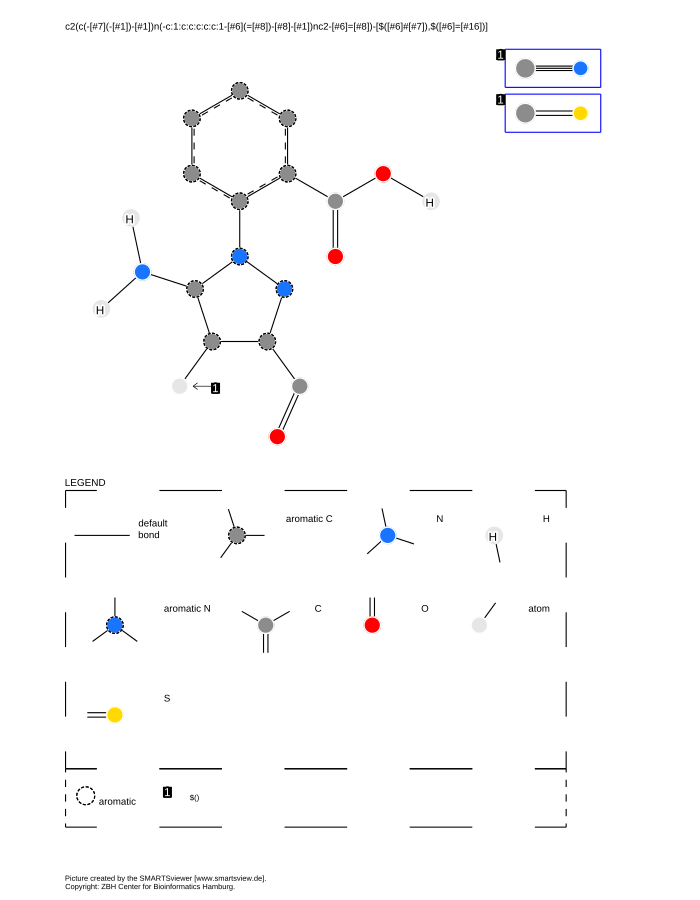 c2(c(-[#7](-[#1])-[#1])n(-c:1:c:c:c:c:c:1-[#6](=[#8])-[#8]-[#1])nc2-[#6]=[#8])-[$([#6]#[#7]),$([#6]=[#16])]
1
1
H
H
H
1
LEGEND
default
bond
aromatic C
N
H
H
aromatic N
C
O
atom
S
aromatic
1
$()
Picture created by the SMARTSviewer [www.smartsview.de].
Copyright: ZBH Center for Bioinformatics Hamburg.